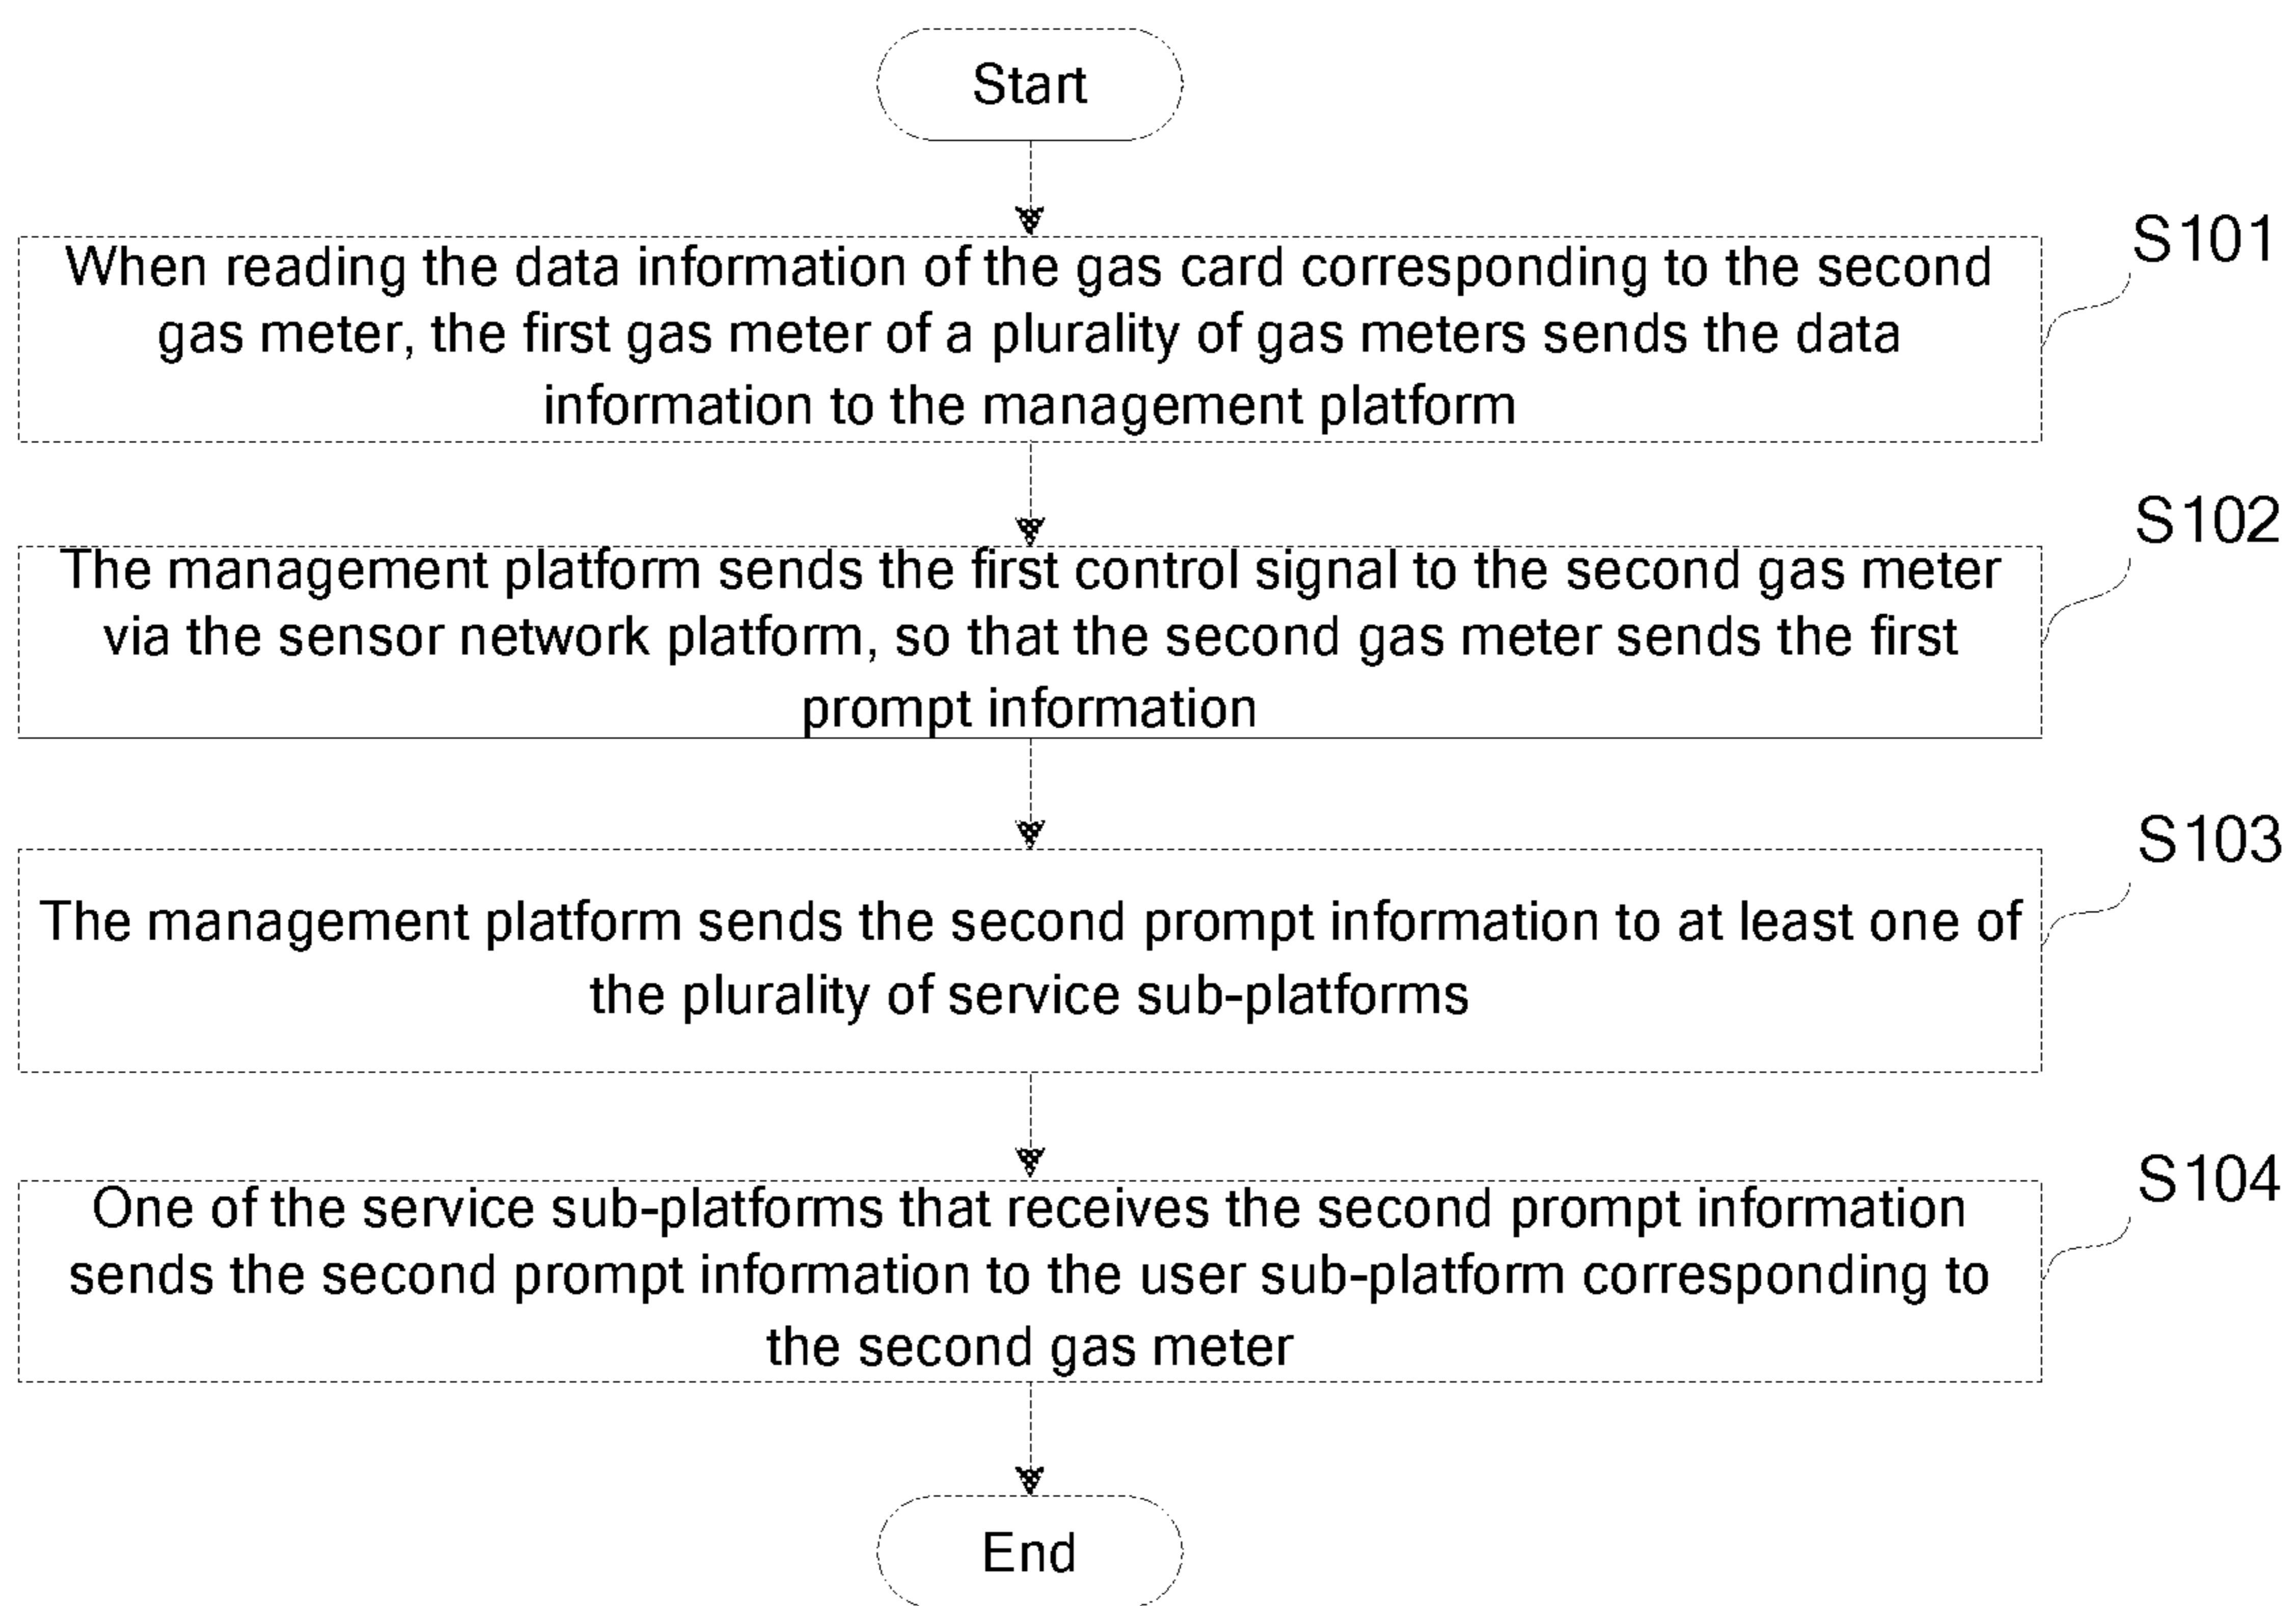 Start
S101
When reading the data information of the gas card corresponding to the second
gas meter, the first gas meter of a plurality of gas meters sends the data
information to the management platform
S102
The management platform sends the first control signal to the second gas meter
via the sensor network platform, so that the second gas meter sends the first
prompt information
S103
The management platform sends the second prompt information to at least one of
the plurality of service sub-platforms
S104
One of the service sub-platforms that receives the second prompt information
sends the second prompt information to the user sub-platform corresponding to
the second gas meter
End